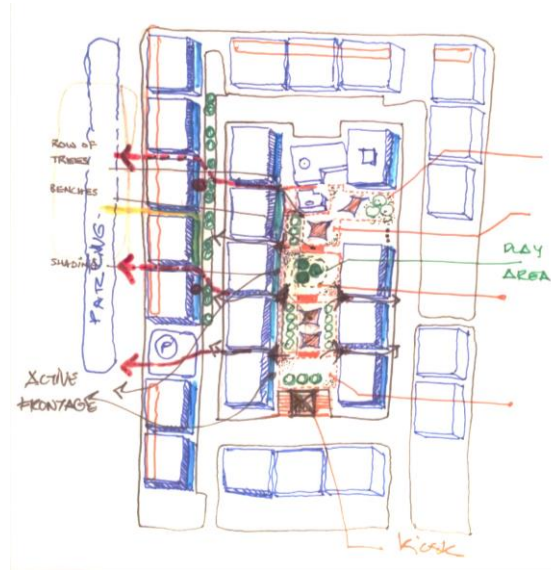 ROW OF
TREES
BENCHES
SHADING
PARKING
P
ACTIVE
FRONTAGE
PLAY
AREA
Kiosk